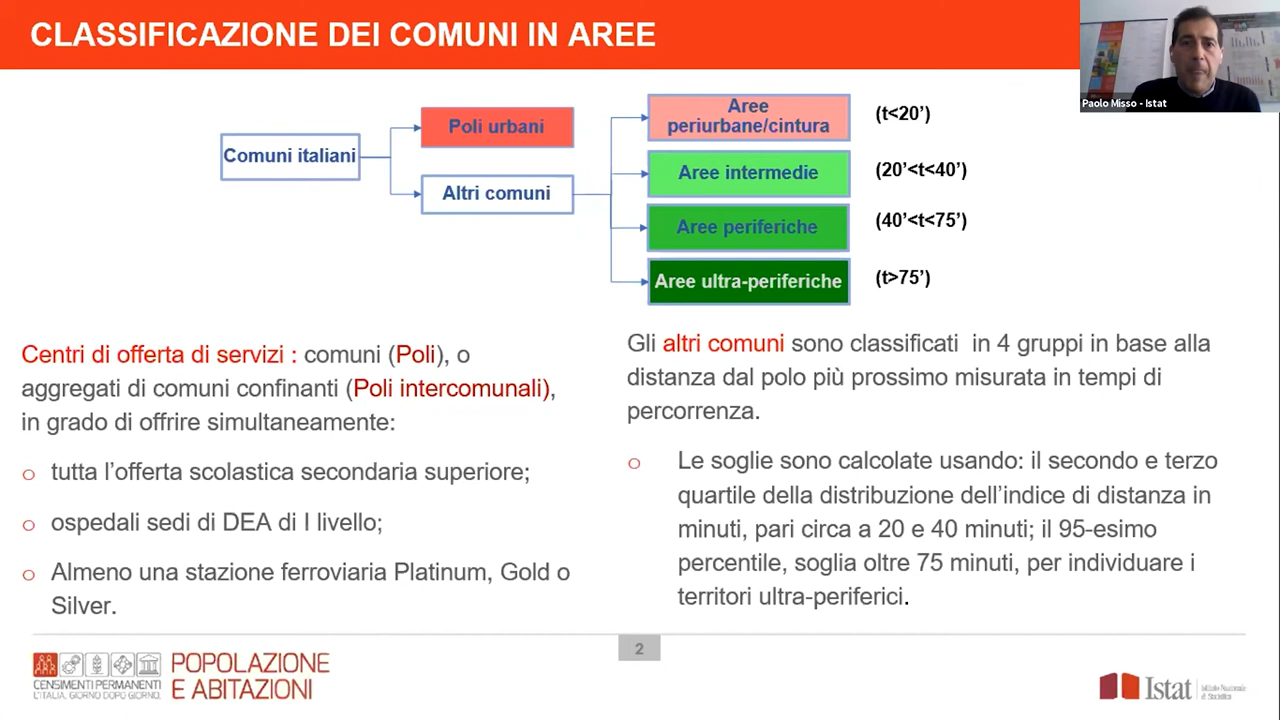 CLASSIFICAZIONE DEI COMUNI IN AREE
Paolo Misso - Istat
Comuni italiani
Poli urbani
Altri comuni
Aree
periurbane/cintura
(t<20’)
Aree intermedie
(20’<t<40’)
Aree periferiche
(40’<t<75’)
Aree ultra-periferiche
(t>75’)
Centri di offerta di servizi : comuni (Poli), o
aggregati di comuni confinanti (Poli intercomunali),
in grado di offrire simultaneamente:
o tutta l’offerta scolastica secondaria superiore;
o ospedali sedi di DEA di I livello;
o Almeno una stazione ferroviaria Platinum, Gold o
Silver.
Gli altri comuni sono classificati in 4 gruppi in base alla
distanza dal polo più prossimo misurata in tempi di
percorrenza.
o Le soglie sono calcolate usando: il secondo e terzo
quartile della distribuzione dell’indice di distanza in
minuti, pari circa a 20 e 40 minuti; il 95-esimo
percentile, soglia oltre 75 minuti, per individuare i
territori ultra-periferici.
2
CENSIMENTI PERMANENTI
L’ITALIA, GIORNO DOPO GIORNO.
POPOLAZIONE
E ABITAZIONI
Istat
Istituto Nazionale
di Statistica